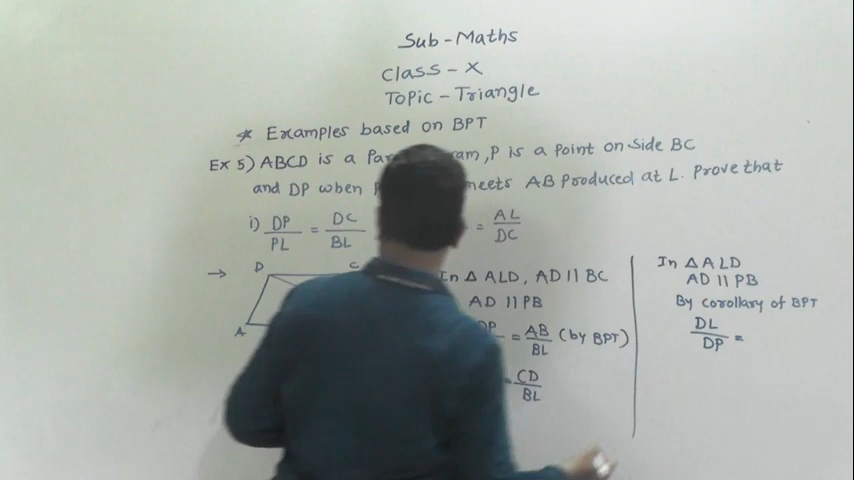 Sub-Maths
Class-X
Topic-Triangle
* Examples based on BPT
Ex 5) ABCD is a , P is a Point on Side BC
and DP when meets AB Produced at L. Prove that
i) DP/PL = DC/BL = AL/DC
→ D C
A
In Δ ALD, AD || BC
AD || PB
= AB/BL (by BPT)
= CD/BL
In Δ ALD
AD || PB
By corollary of BPT
DL/DP =